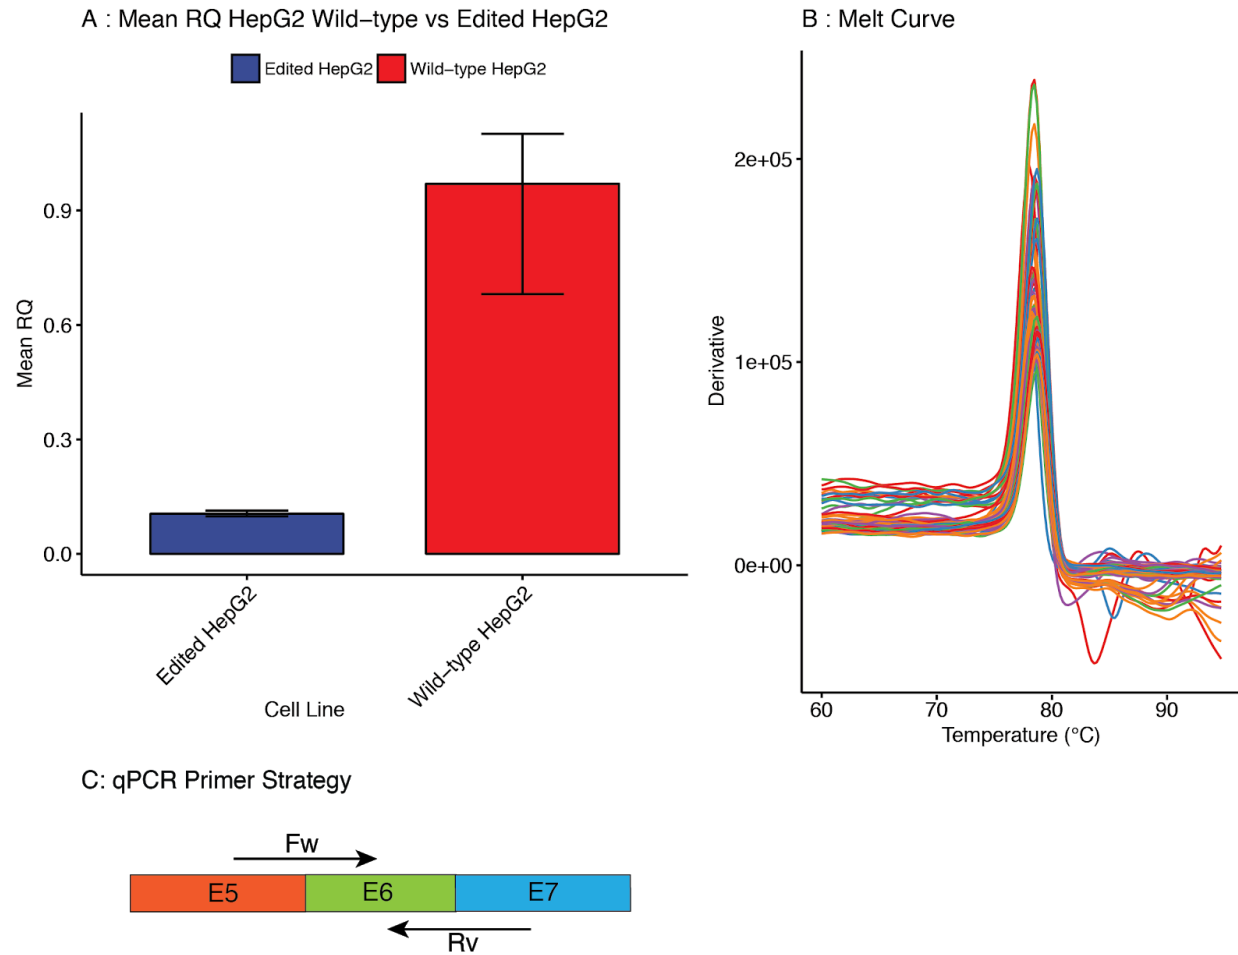 A : Mean RQ HepG2 Wild−type vs Edited HepG2
Edited HepG2 Wild−type HepG2
Mean RQ
0.9
0.6
0.3
0.0
Edited HepG2
Wild−type HepG2
Cell Line
B : Melt Curve
Derivative
2e+05
1e+05
0e+00
60 70 80 90
Temperature (°C)
C: qPCR Primer Strategy
Fw
E5 E6 E7
Rv